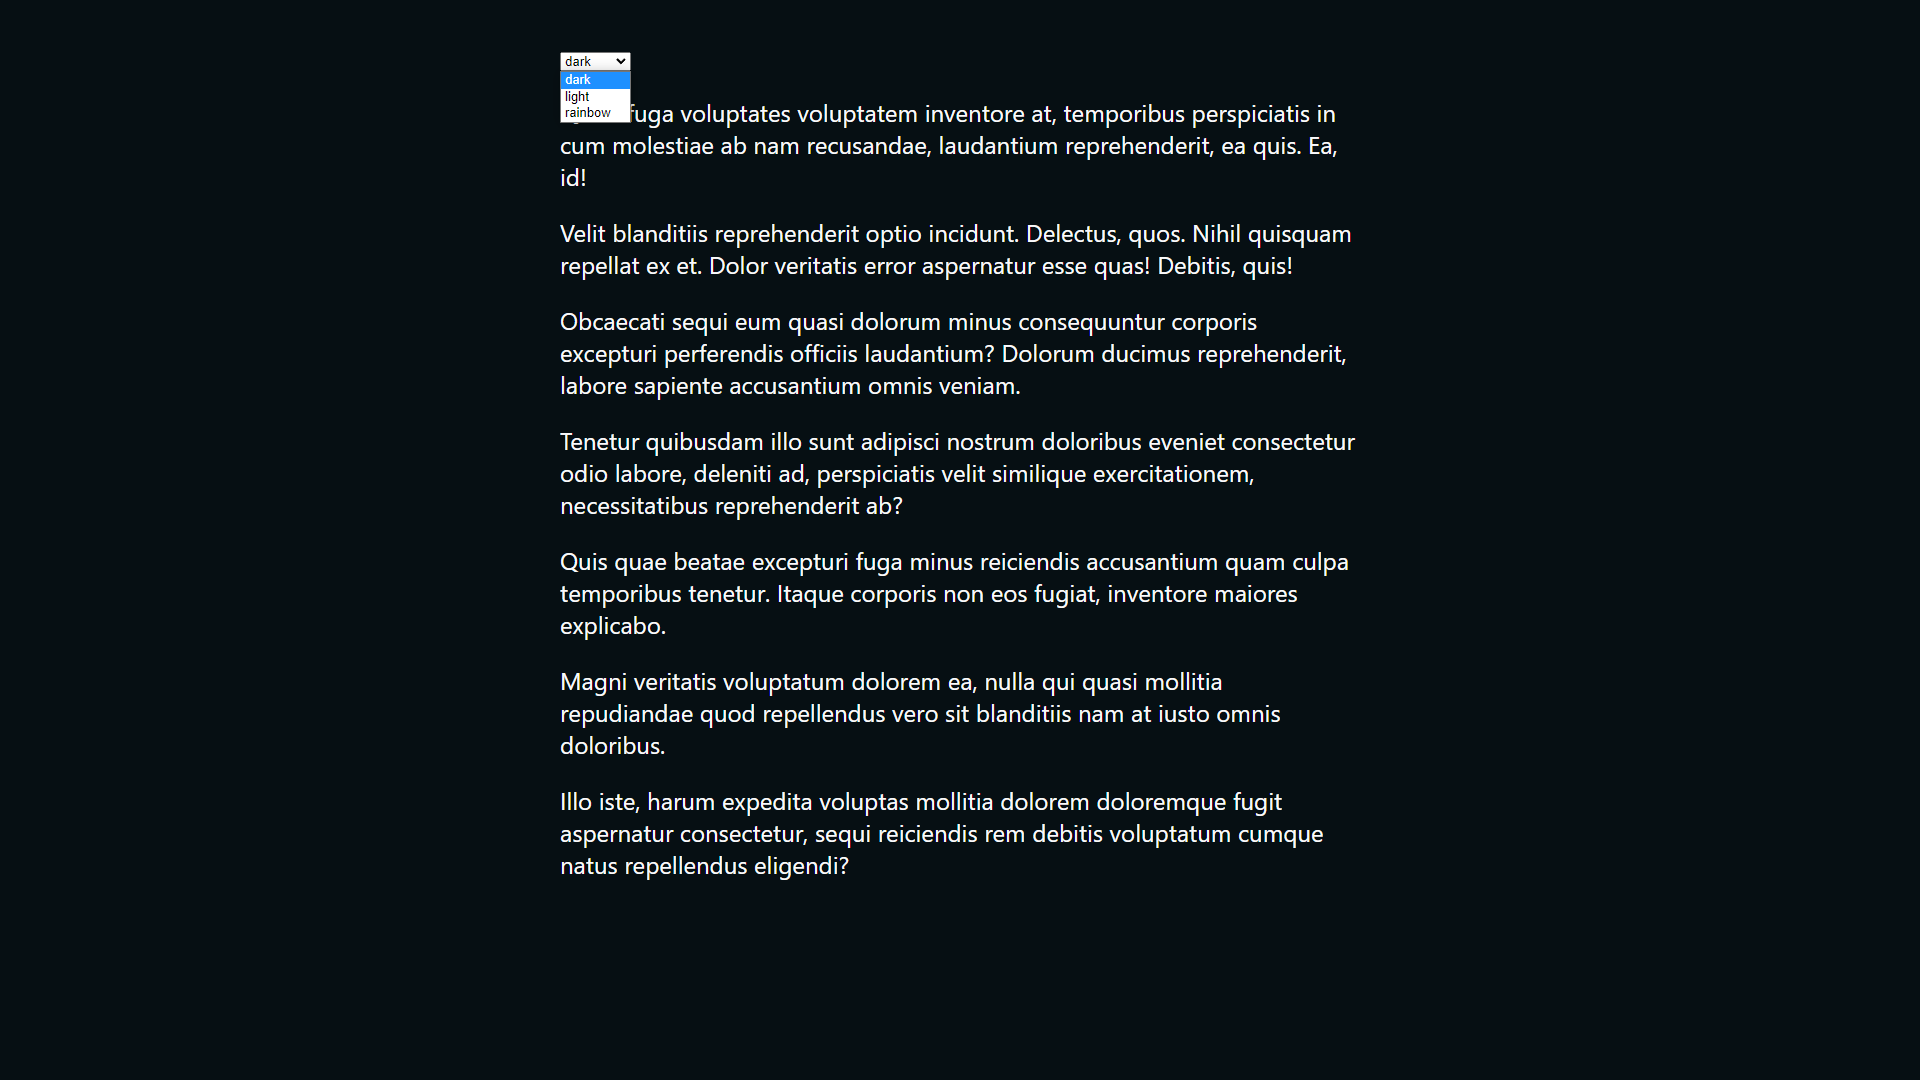 dark
dark
light
rainbow
fuga voluptates voluptatem inventore at, temporibus perspiciatis in
cum molestiae ab nam recusandae, laudantium reprehenderit, ea quis. Ea,
id!
Velit blanditiis reprehenderit optio incidunt. Delectus, quos. Nihil quisquam
repellat ex et. Dolor veritatis error aspernatur esse quas! Debitis, quis!
Obcaecati sequi eum quasi dolorum minus consequuntur corporis
excepturi perferendis officiis laudantium? Dolorum ducimus reprehenderit,
labore sapiente accusantium omnis veniam.
Tenetur quibusdam illo sunt adipisci nostrum doloribus eveniet consectetur
odio labore, deleniti ad, perspiciatis velit similique exercitationem,
necessitatibus reprehenderit ab?
Quis quae beatae excepturi fuga minus reiciendis accusantium quam culpa
temporibus tenetur. Itaque corporis non eos fugiat, inventore maiores
explicabo.
Magni veritatis voluptatum dolorem ea, nulla qui quasi mollitia
repudiandae quod repellendus vero sit blanditiis nam at iusto omnis
doloribus.
Illo iste, harum expedita voluptas mollitia dolorem doloremque fugit
aspernatur consectetur, sequi reiciendis rem debitis voluptatum cumque
natus repellendus eligendi?